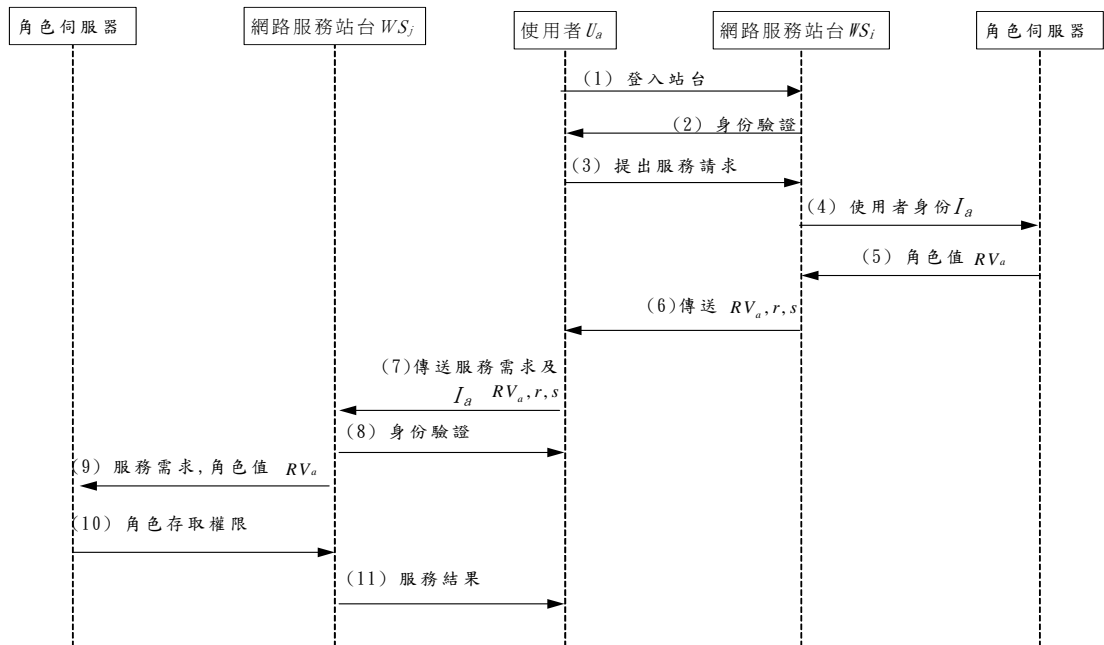 角色伺服器
網路服務站台 WSj
使用者 Ua
網路服務站台 WSi
角色伺服器
(1) 登入站台
(2) 身份驗證
(3) 提出服務請求
(4) 使用者身份 Ia
(5) 角色值 RVa
(6)傳送 RVa,r,s
(7)傳送服務需求及
Ia RVa,r,s
(8) 身份驗證
(9) 服務需求,角色值 RVa
(10) 角色存取權限
(11) 服務結果